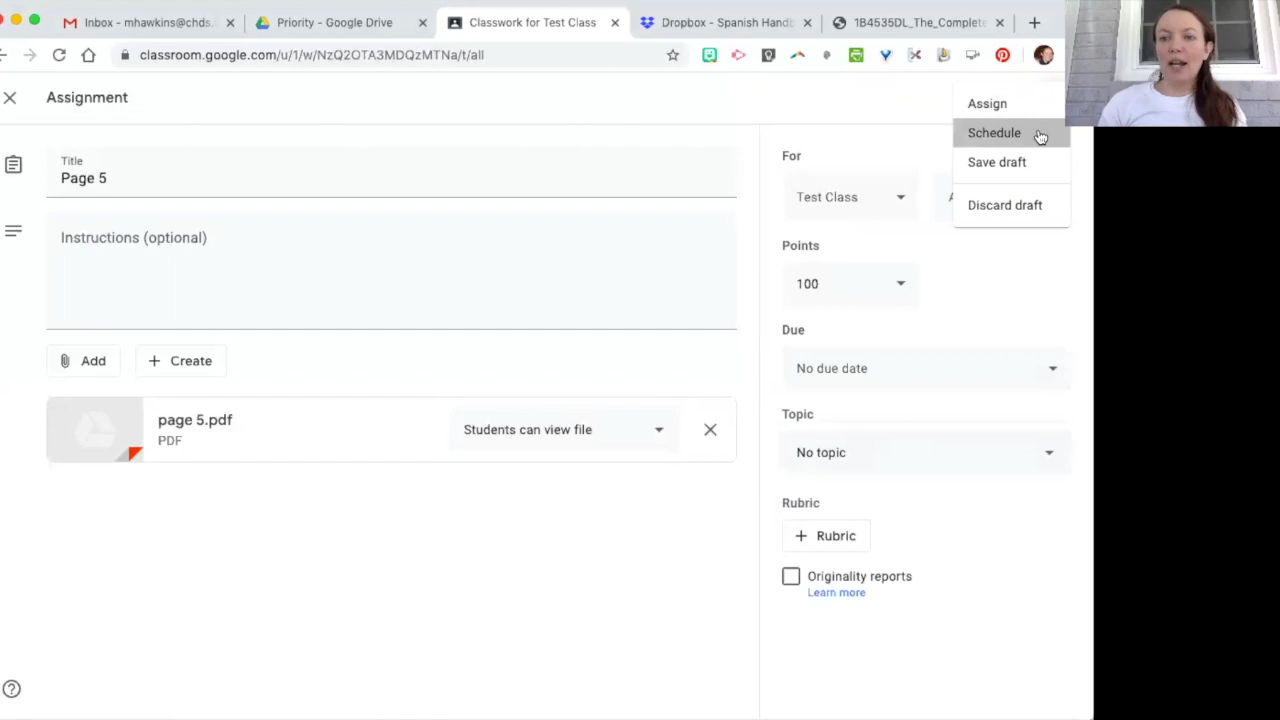 Inbox - mhawkins@chds.
Priority - Google Drive
Classwork for Test Class
Dropbox - Spanish Handb
1B4535DL_The_Complete
classroom.google.com/u/1/w/NzQ2OTA3MDQzMTNa/t/all
Assignment
Assign
Schedule
Save draft
Discard draft
Title
Page 5
Instructions (optional)
Add
Create
page 5.pdf
PDF
Students can view file
For
Test Class
A
Points
100
Due
No due date
Topic
No topic
Rubric
Rubric
Originality reports
Learn more